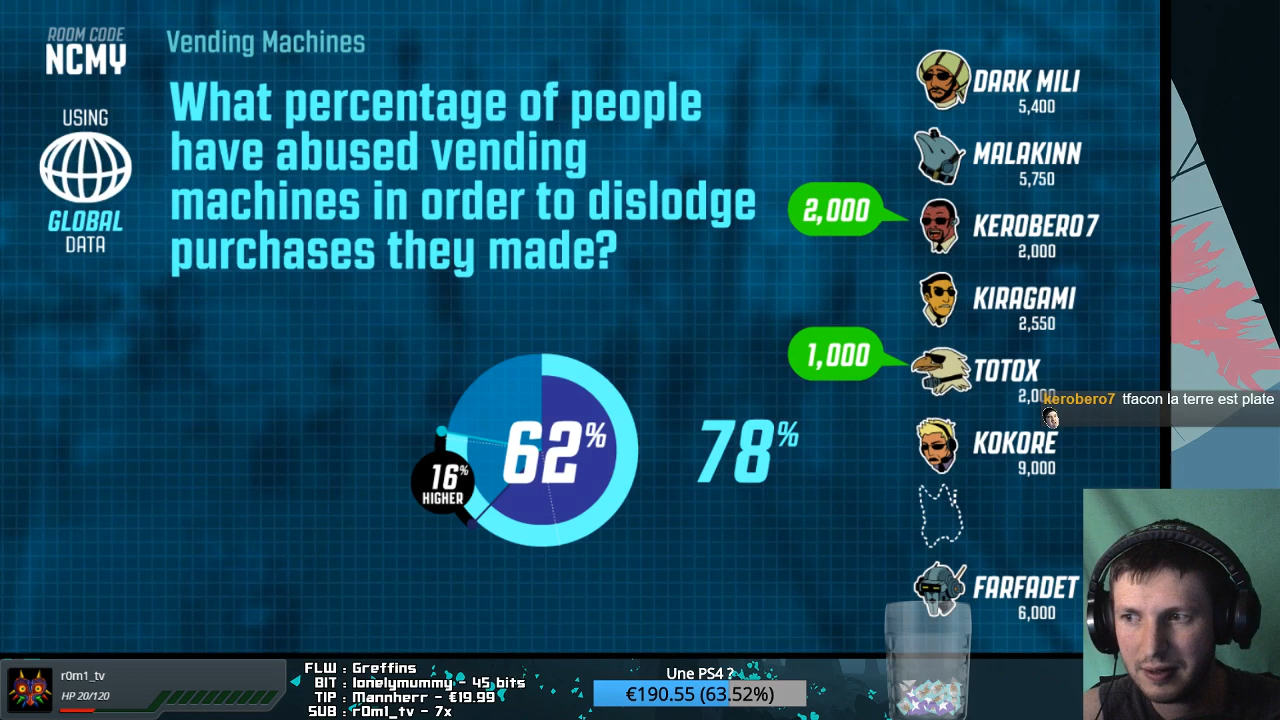 ROOM CODE
NCMY
USING
GLOBAL
DATA
Vending Machines
What percentage of people
have abused vending
machines in order to dislodge
purchases they made?
62%
16%
HIGHER
78%
DARK MILI
5,400
MALAKINN
5,750
2,000
KEROBERO7
2,000
KIRAGAMI
2,550
1,000
TOTOX
kerobero7 tfacon la terre est plate
KOKORE
9,000
FARFADET
6,000
r0m1_tv
HP 20/120
FLW : Greffins
BIT : lonelymummy - 45 bits
TIP : Mannherr - €19.99
SUB : r0m1_tv - 7x
Une PS4 ?
€190.55 (63.52%)